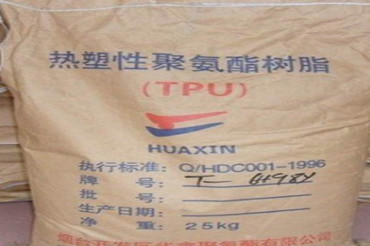 热塑性聚氨酯树脂
(TPU)
HUAXIN
执行标准: Q/HDC001-1996
牌 号:
批 号:
生产日期:
净 重: 25kg